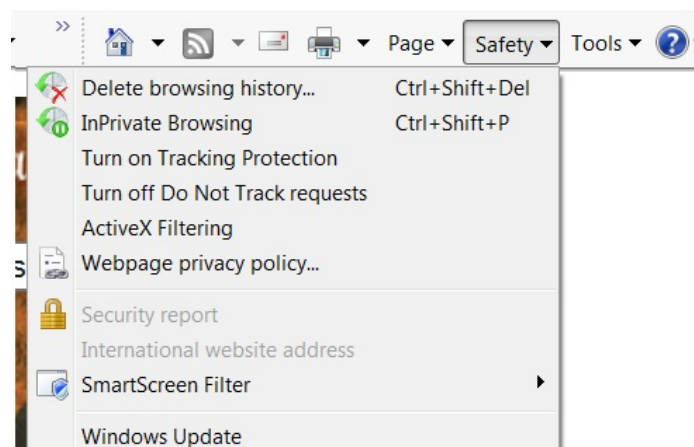 Page Safety Tools
Delete browsing history... Ctrl+Shift+Del
InPrivate Browsing Ctrl+Shift+P
Turn on Tracking Protection
Turn off Do Not Track requests
ActiveX Filtering
Webpage privacy policy...
Security report
International website address
SmartScreen Filter
Windows Update